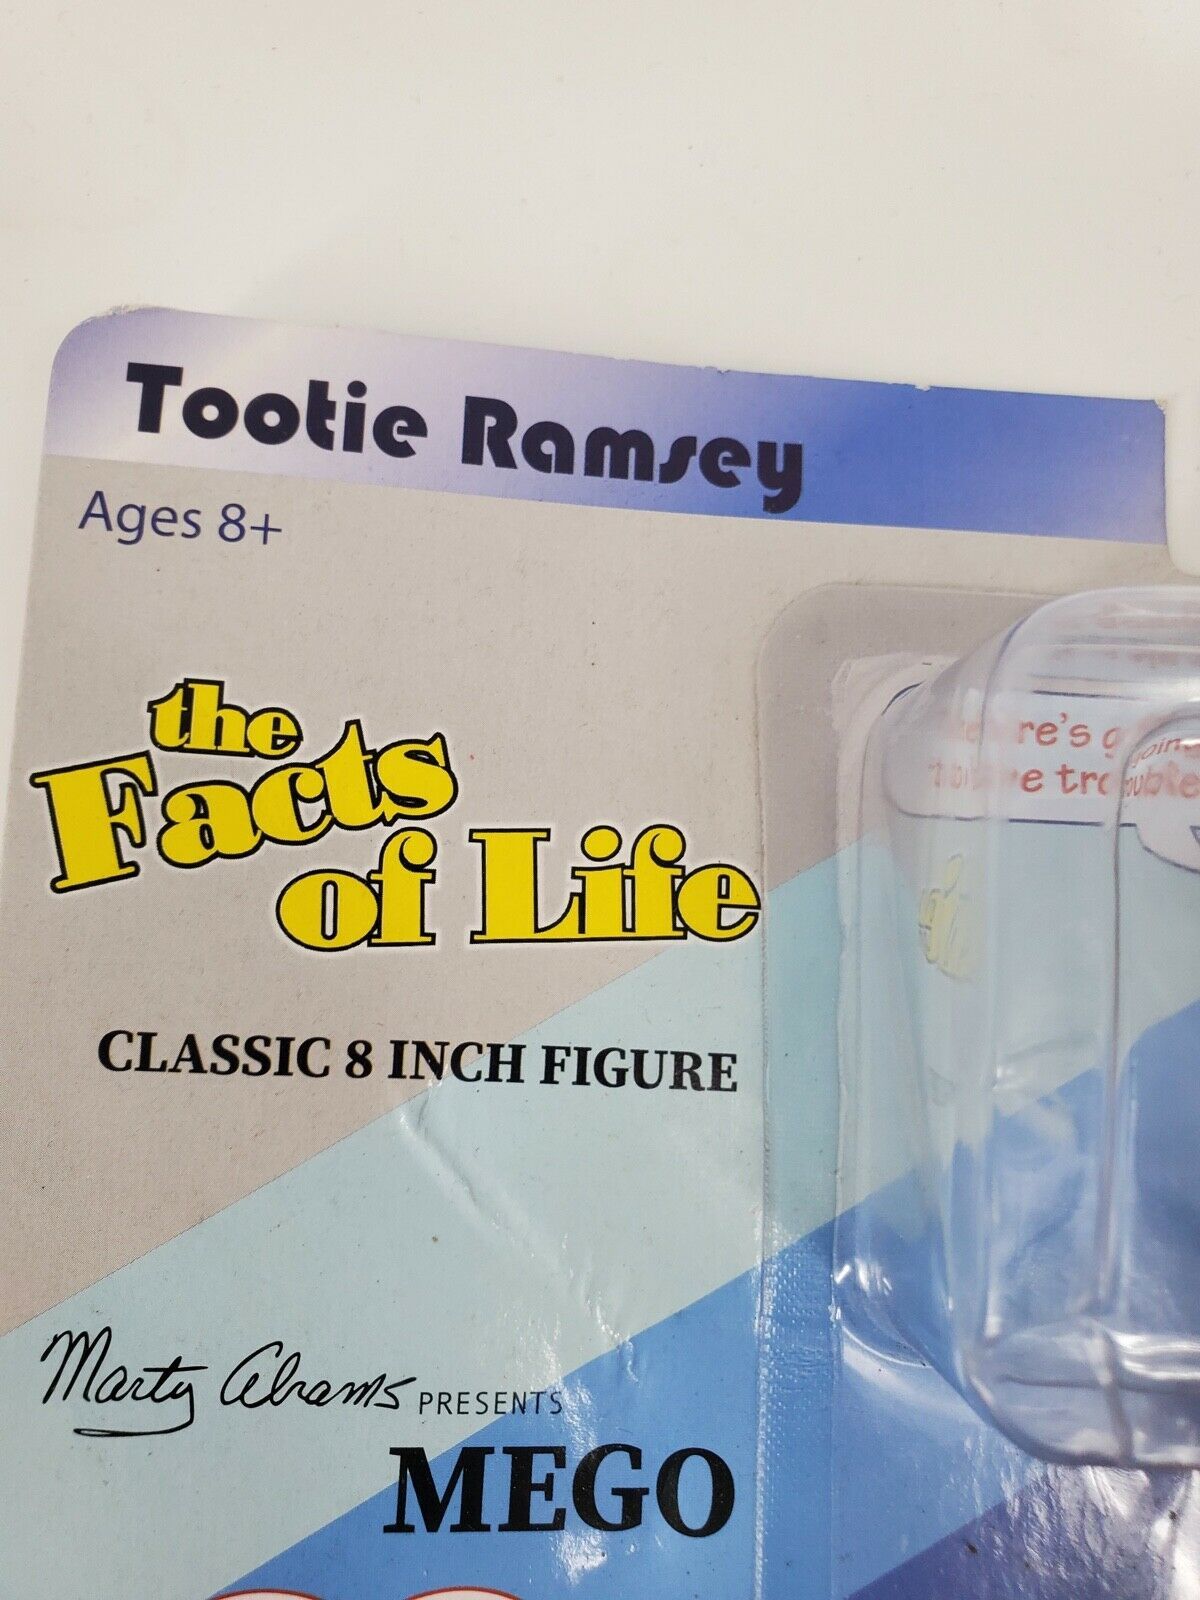 Tootie Ramsey
Ages 8+
the
Facts
of Life
CLASSIC 8 INCH FIGURE
Marty Abrams PRESENTS
MEGO